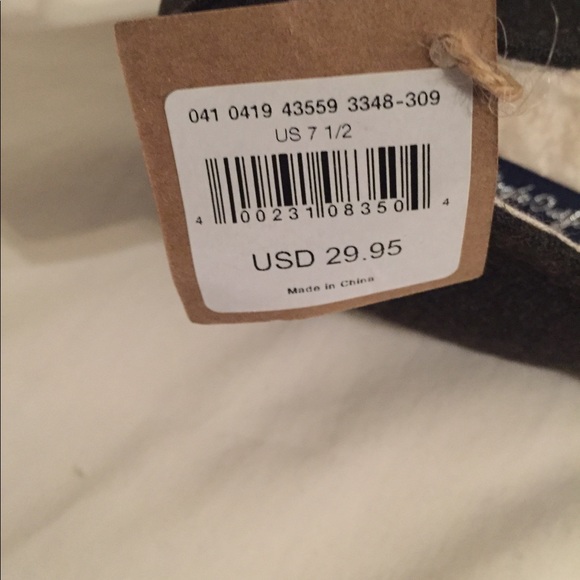 041 0419 43559 3348-309
US 7 1/2
4 00231 08350 4
USD 29.95
Made in China